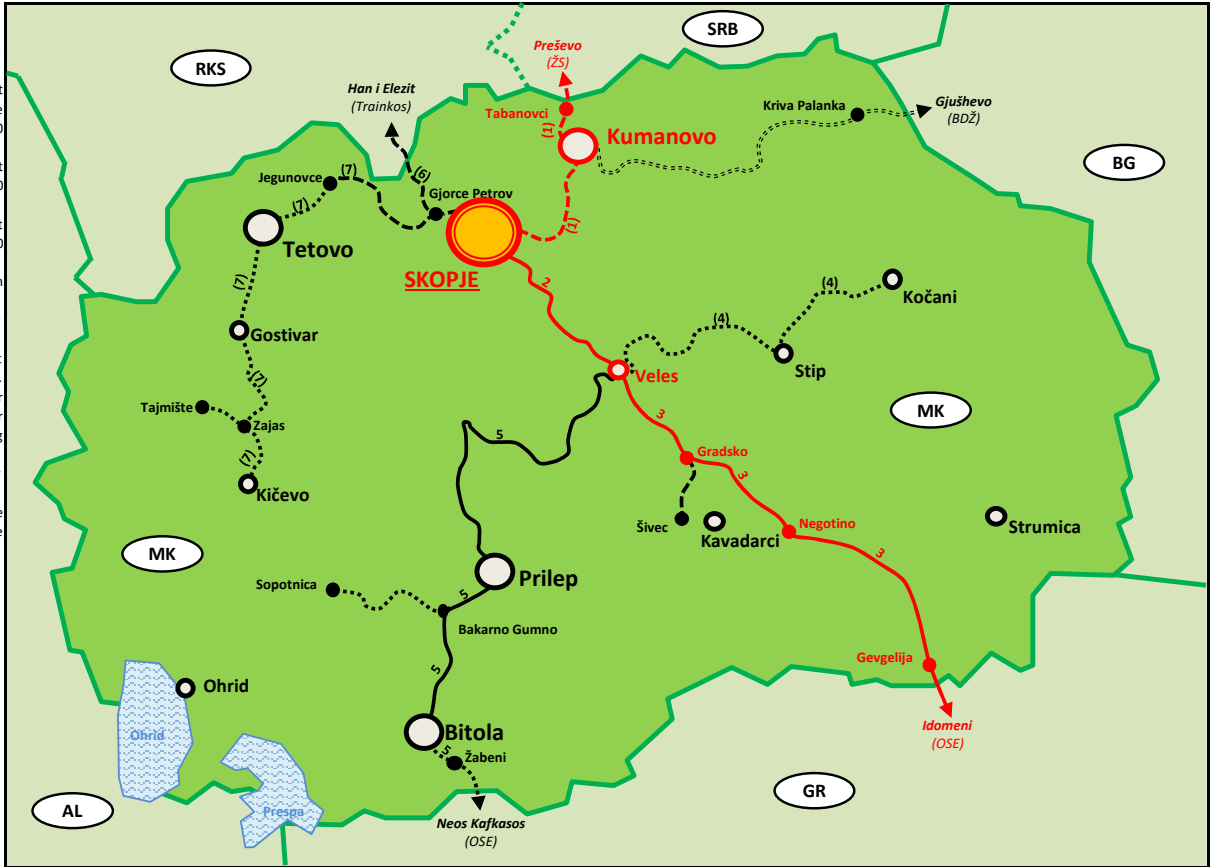 SRB
RKS
Preševo
(ŽS)
Han i Elezit
(Trainkos)
Tabanovci
(1)
Kumanovo
Kriva Palanka
Gjuševo
(BDŽ)
BG
Jegunovce
(7)
(6)
Gjorce Petrov
(7)
(1)
Tetovo
SKOPJE
2
(7)
Gostivar
(4)
Kočani
(4)
Stip
Veles
(7)
Tajmište
Zajas
3
MK
5
(7)
Kičevo
Gradsko
3
Šivec
Kavadarci
Negotino
Strumica
3
MK
Sopotnica
Prilep
5
Bakarno Gumno
5
Gevgelija
Ohrid
Ohrid
Idomeni
(OSE)
Bitola
5
Žabeni
Prespa
GR
AL
Neos Kafkasos
(OSE)